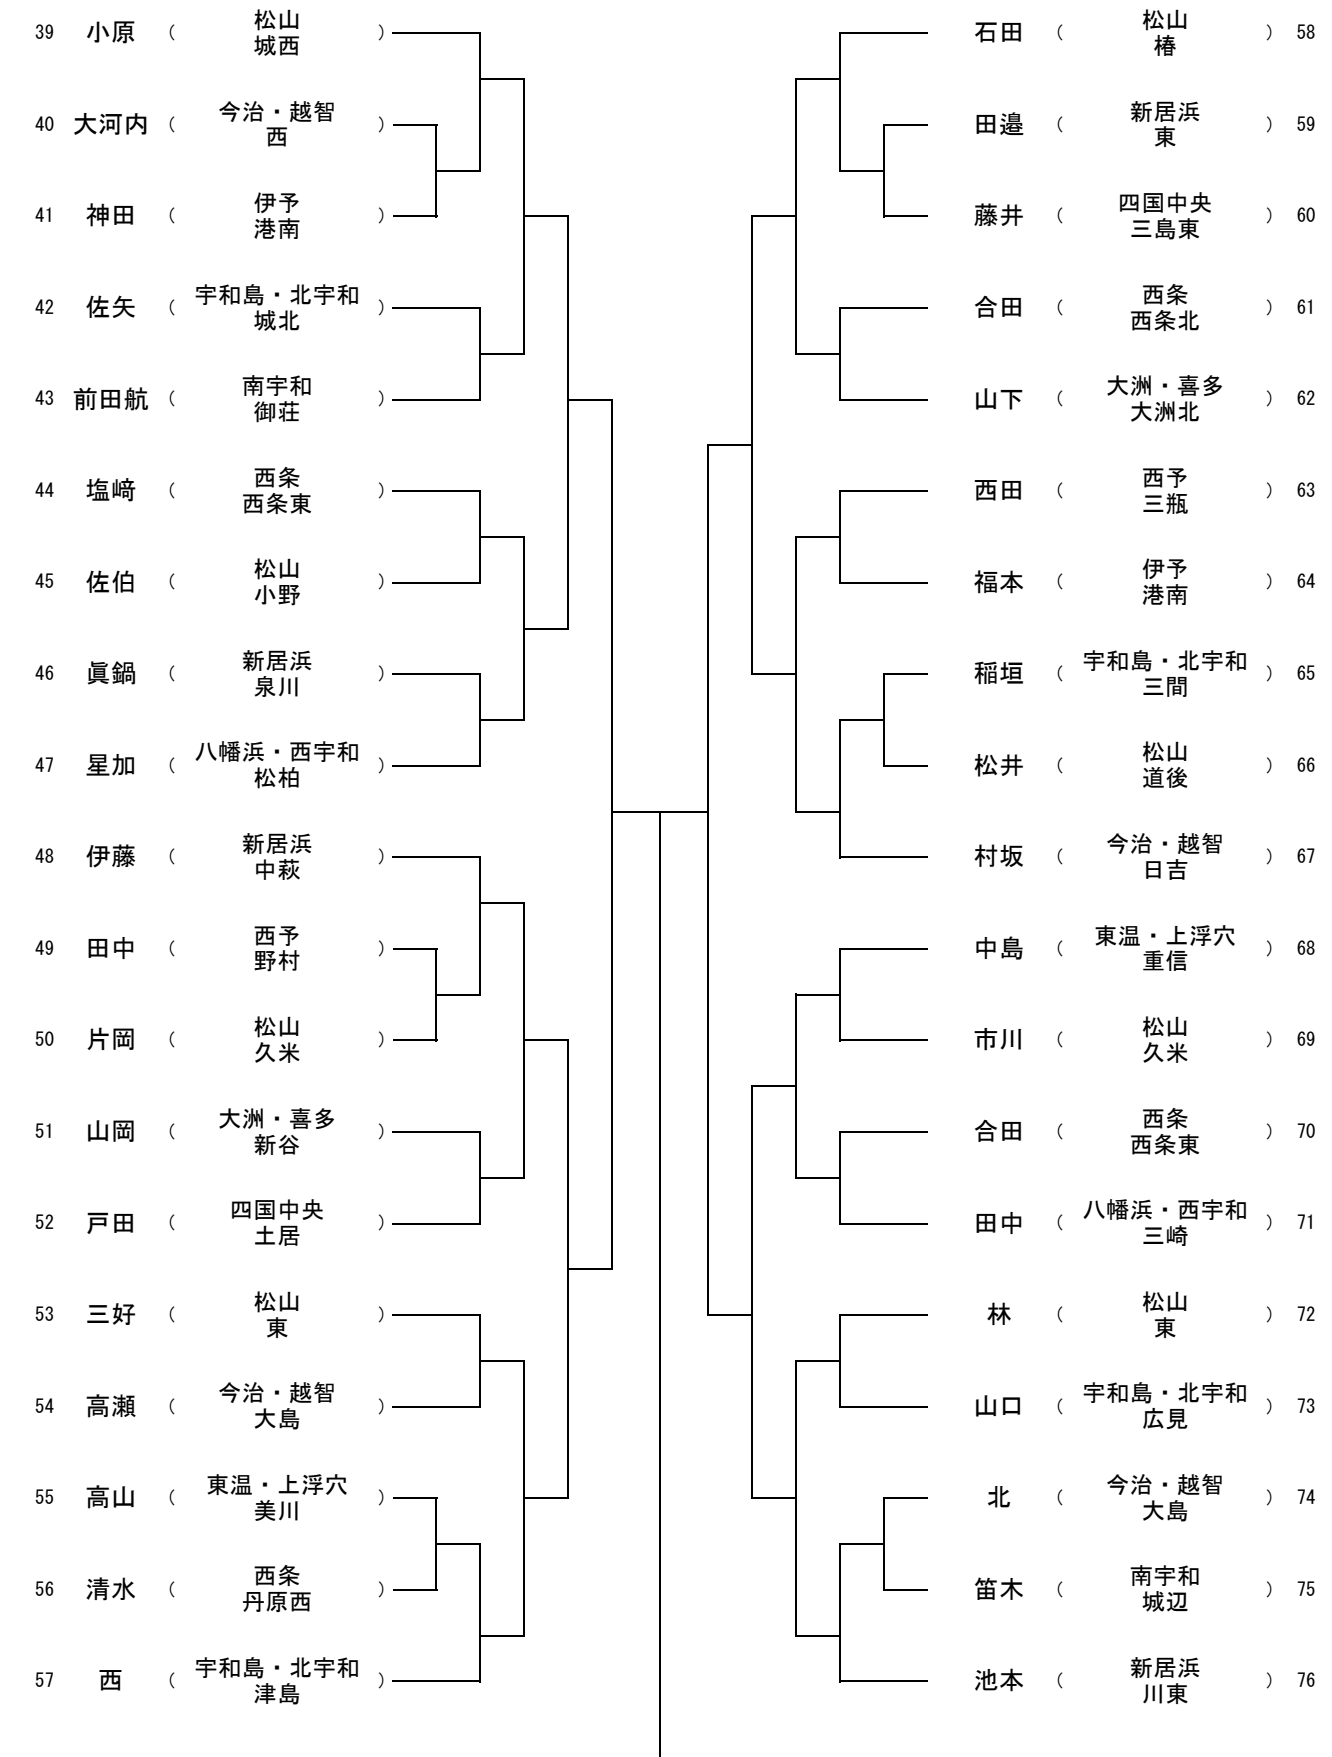 39 小原 （ 松山 城西 ）
40 大河内 （ 今治・越智 西 ）
41 神田 （ 伊予 港南 ）
42 佐矢 （ 宇和島・北宇和 城北 ）
43 前田航 （ 南宇和 御荘 ）
44 塩﨑 （ 西条 西条東 ）
45 佐伯 （ 松山 小野 ）
46 眞鍋 （ 新居浜 泉川 ）
47 星加 （ 八幡浜・西宇和 松柏 ）
48 伊藤 （ 新居浜 中萩 ）
49 田中 （ 西予 野村 ）
50 片岡 （ 松山 久米 ）
51 山岡 （ 大洲・喜多 新谷 ）
52 戸田 （ 四国中央 土居 ）
53 三好 （ 松山 東 ）
54 高瀬 （ 今治・越智 大島 ）
55 高山 （ 東温・上浮穴 美川 ）
56 清水 （ 西条 丹原西 ）
57 西 （ 宇和島・北宇和 津島 ）
石田 （ 松山 椿 ） 58
田邉 （ 新居浜 東 ） 59
藤井 （ 四国中央 三島東 ） 60
合田 （ 西条 西条北 ） 61
山下 （ 大洲・喜多 大洲北 ） 62
西田 （ 西予 三瓶 ） 63
福本 （ 伊予 港南 ） 64
稲垣 （ 宇和島・北宇和 三間 ） 65
松井 （ 松山 道後 ） 66
村坂 （ 今治・越智 日吉 ） 67
中島 （ 東温・上浮穴 重信 ） 68
市川 （ 松山 久米 ） 69
合田 （ 西条 西条東 ） 70
田中 （ 八幡浜・西宇和 三崎 ） 71
林 （ 松山 東 ） 72
山口 （ 宇和島・北宇和 広見 ） 73
北 （ 今治・越智 大島 ） 74
笛木 （ 南宇和 城辺 ） 75
池本 （ 新居浜 川東 ） 76